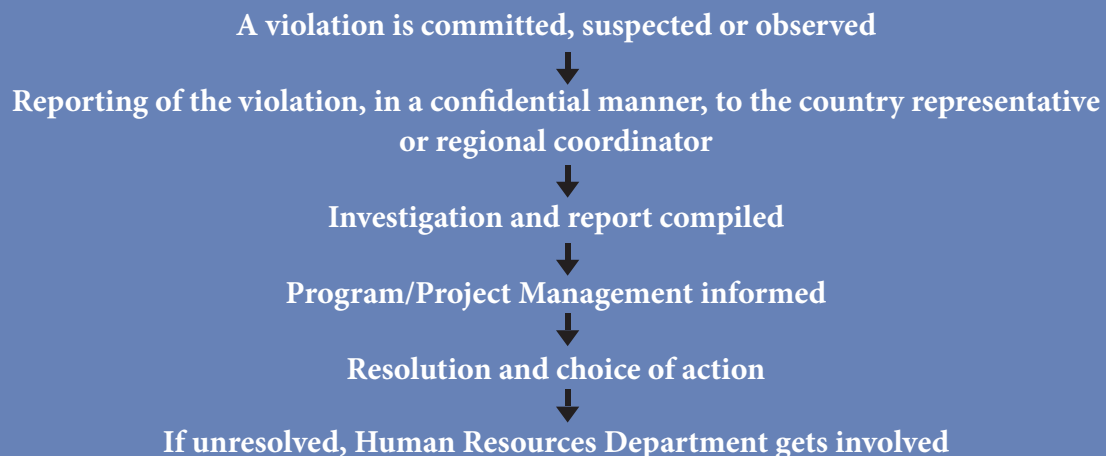 A violation is committed, suspected or observed
Reporting of the violation, in a confidential manner, to the country representative
or regional coordinator
Investigation and report compiled
Program/Project Management informed
Resolution and choice of action
If unresolved, Human Resources Department gets involved